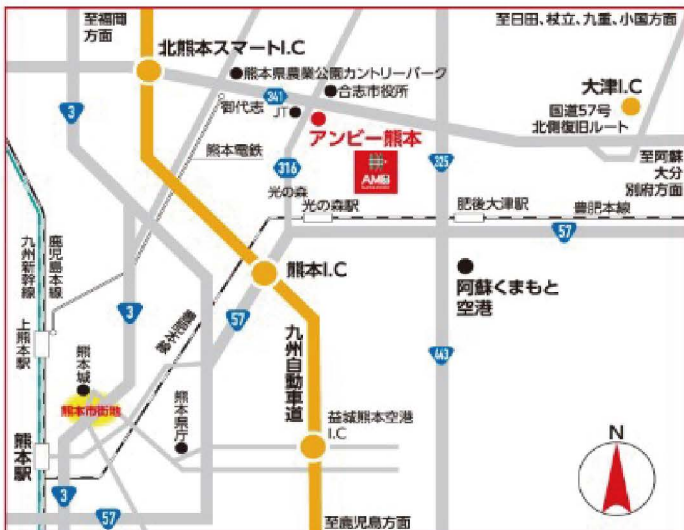 至福岡
方面
至日田、杖立、九重、小国方面
北熊本スマートI.C
熊本県農業公園カントリーパーク
大津I.C
3
341
合志市役所
御代志
JT
国道57号
北側復旧ルート
アンビー熊本
熊本電鉄
316
AMB
325
至阿蘇
大分
別府方面
光の森
光の森駅
肥後大津駅
豊肥本線
57
九州新幹線
鹿児島本線
熊本I.C
阿蘇くまもと
空港
3
57
豊肥本線
上熊本駅
九州自動車道
443
熊本城
熊本市街地
熊本県庁
益城熊本空港
I.C
熊本駅
N
3
57
至鹿児島方面